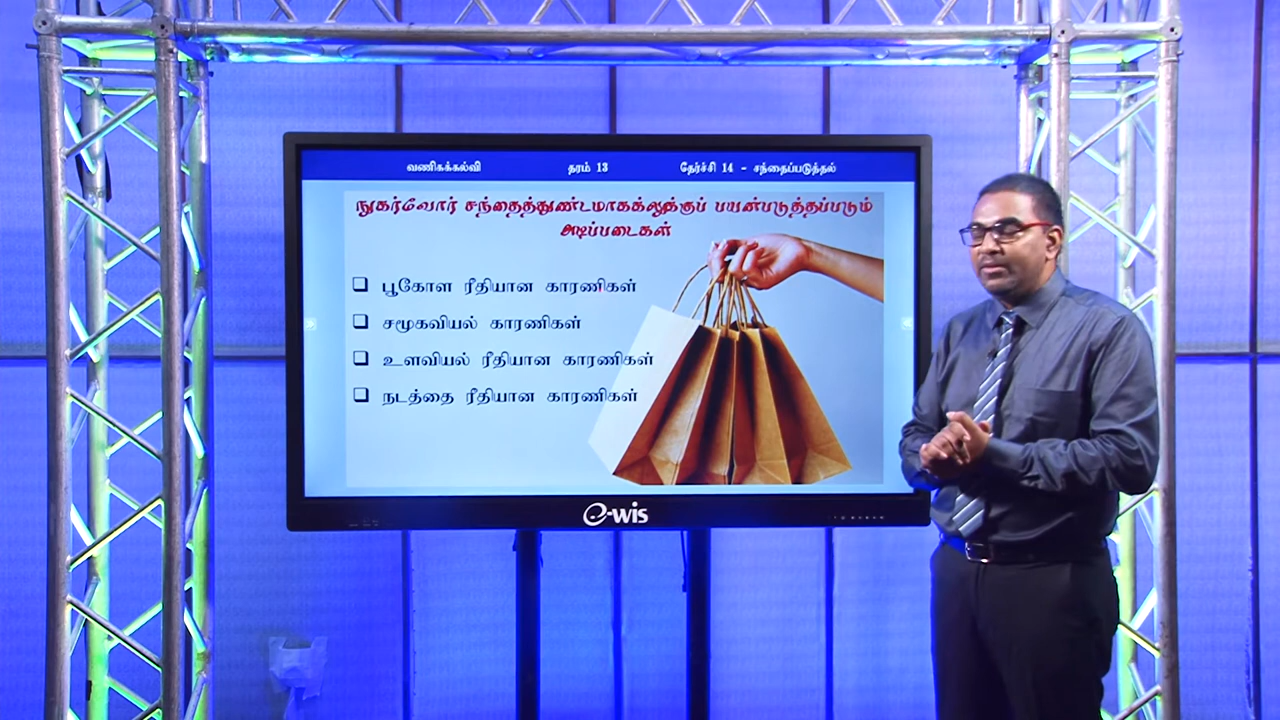 வணிகக்கல்வி தரம் 13 தேர்ச்சி 14 - சந்தைப்படுத்தல்
நுகர்வோர் சந்தைத்துண்டமாகக்லுக்குப் பயன்படுத்தப்படும்
அடிப்படைகள்
பூகோள ரீதியான காரணிகள்
சமூகவியல் காரணிகள்
உளவியல் ரீதியான காரணிகள்
நடத்தை ரீதியான காரணிகள்
e-wis